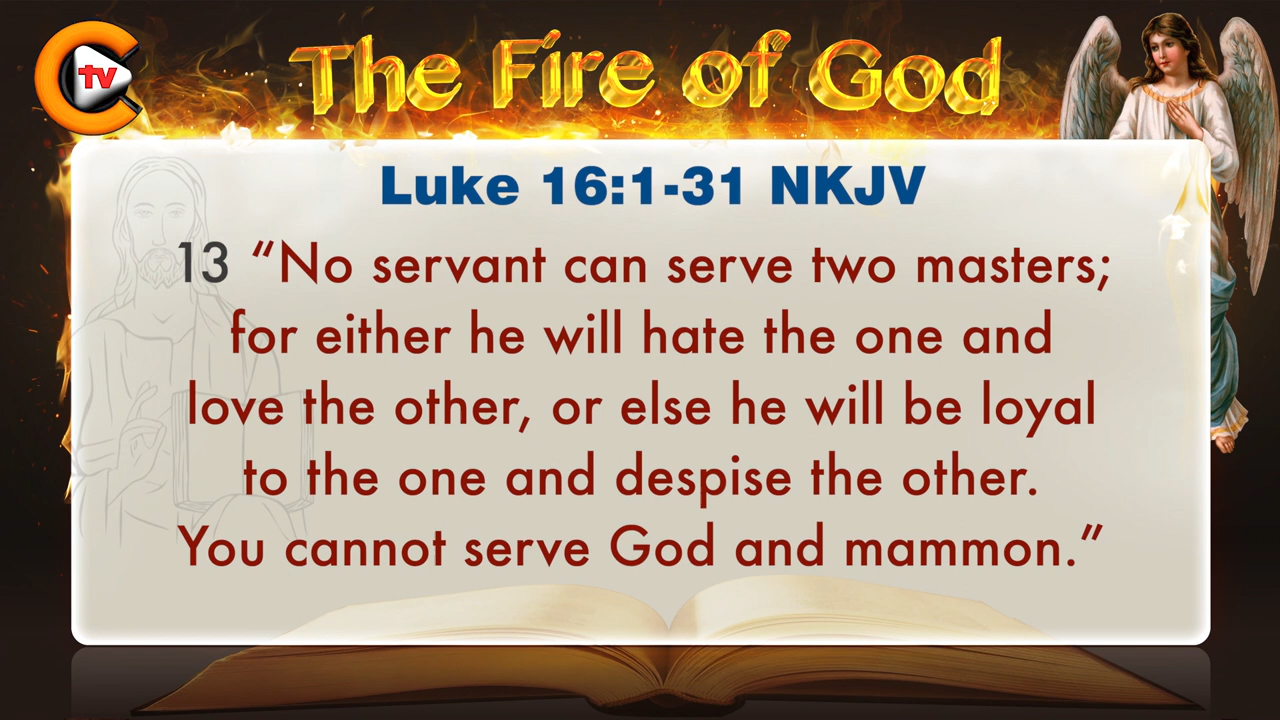 tv
The Fire of God
Luke 16:1-31 NKJV
13 “No servant can serve two masters;
for either he will hate the one and
love the other, or else he will be loyal
to the one and despise the other.
You cannot serve God and mammon.”